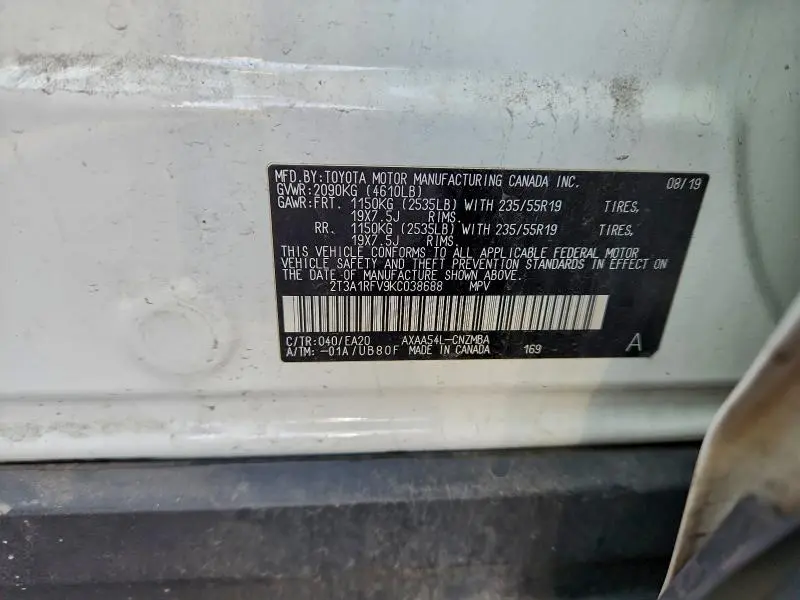 MFD.BY:TOYOTA MOTOR MANUFACTURING CANADA INC. 08/19
GVWR:2090KG (4610LB)
GAWR:FRT. 1150KG (2535LB) WITH 235/55R19 TIRES,
19X7.5J RIMS.
RR. 1150KG (2535LB) WITH 235/55R19 TIRES,
19X7.5J RIMS.
THIS VEHICLE CONFORMS TO ALL APPLICABLE FEDERAL MOTOR
VEHICLE SAFETY AND THEFT PREVENTION STANDARDS IN EFFECT ON
THE DATE OF MANUFACTURE SHOWN ABOVE.
2T3A1RFV9KC038688 MPV
C/TR:040/EA20 AXAA54L-CNZMBA
A/TM: -01A/UB80F MADE IN CANADA 169 A